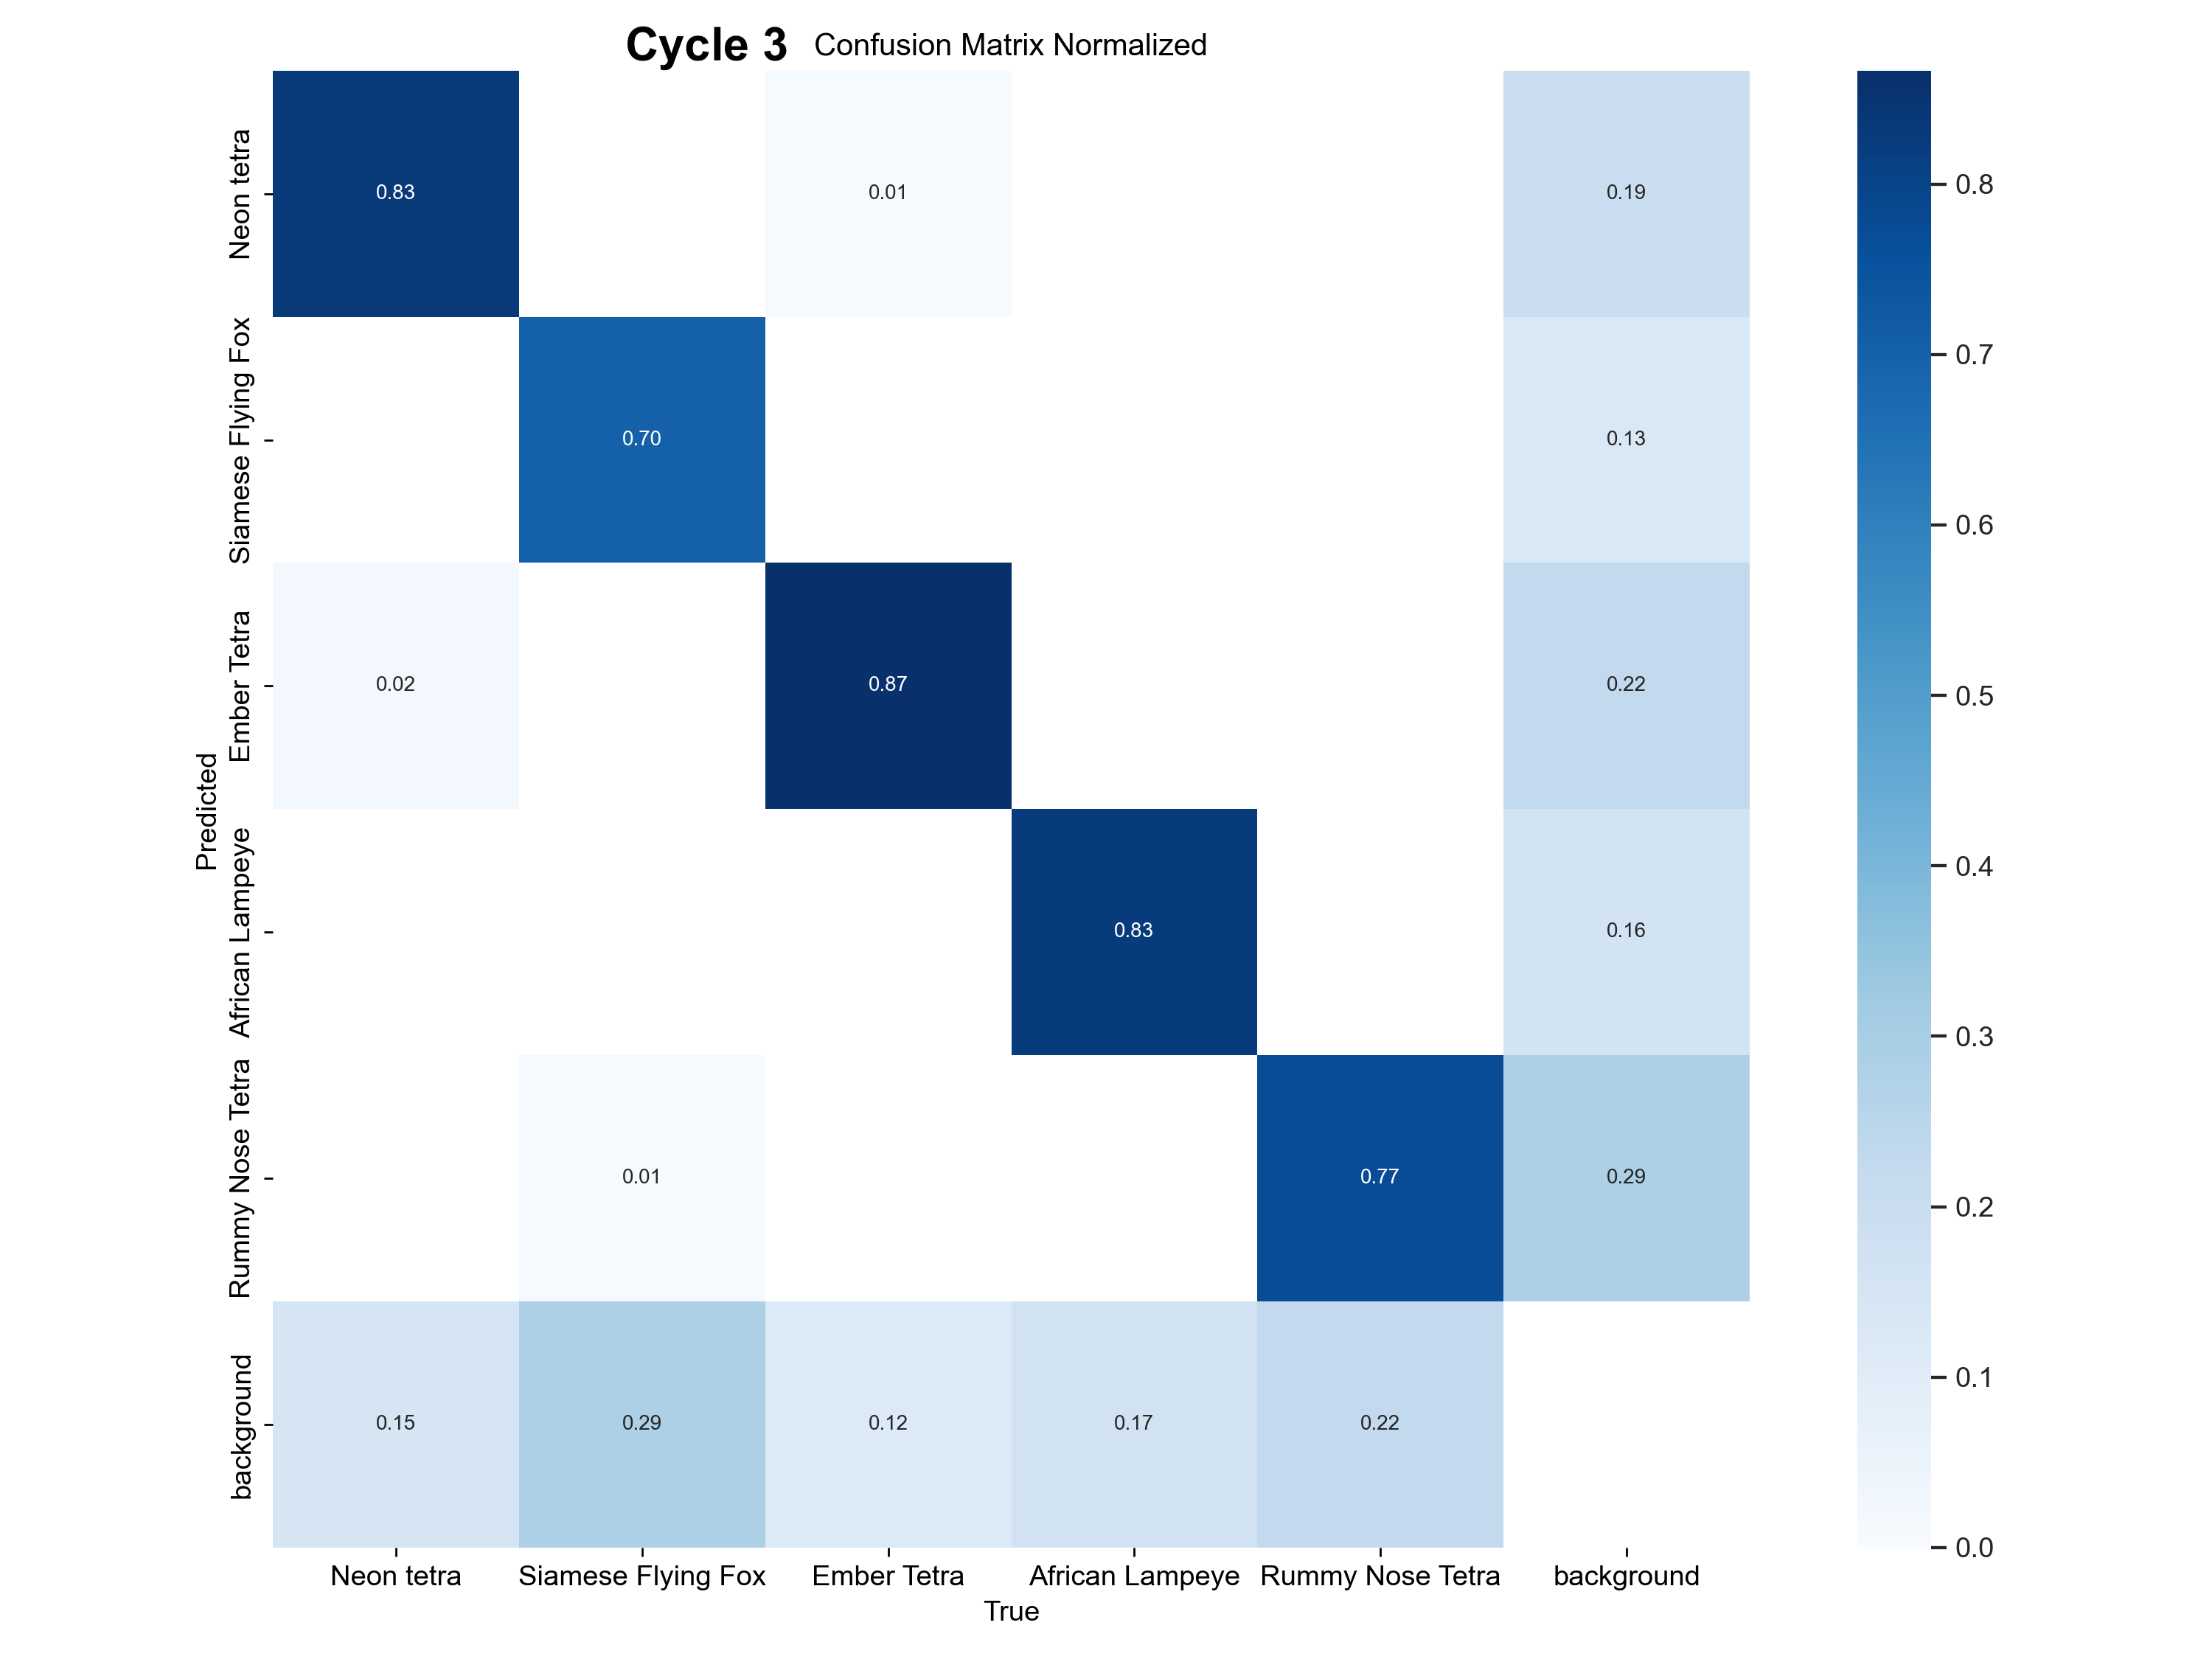 Cycle 3 Confusion Matrix Normalized
Neon tetra
0.83
0.01
0.19
Siamese Flying Fox
0.70
0.13
Ember Tetra
0.02
0.87
0.22
African Lampeye
0.83
0.16
Rummy Nose Tetra
0.01
0.77
0.29
background
0.15
0.29
0.12
0.17
0.22
Predicted
Neon tetra
Siamese Flying Fox
Ember Tetra
African Lampeye
Rummy Nose Tetra
background
True
0.8
0.7
0.6
0.5
0.4
0.3
0.2
0.1
0.0